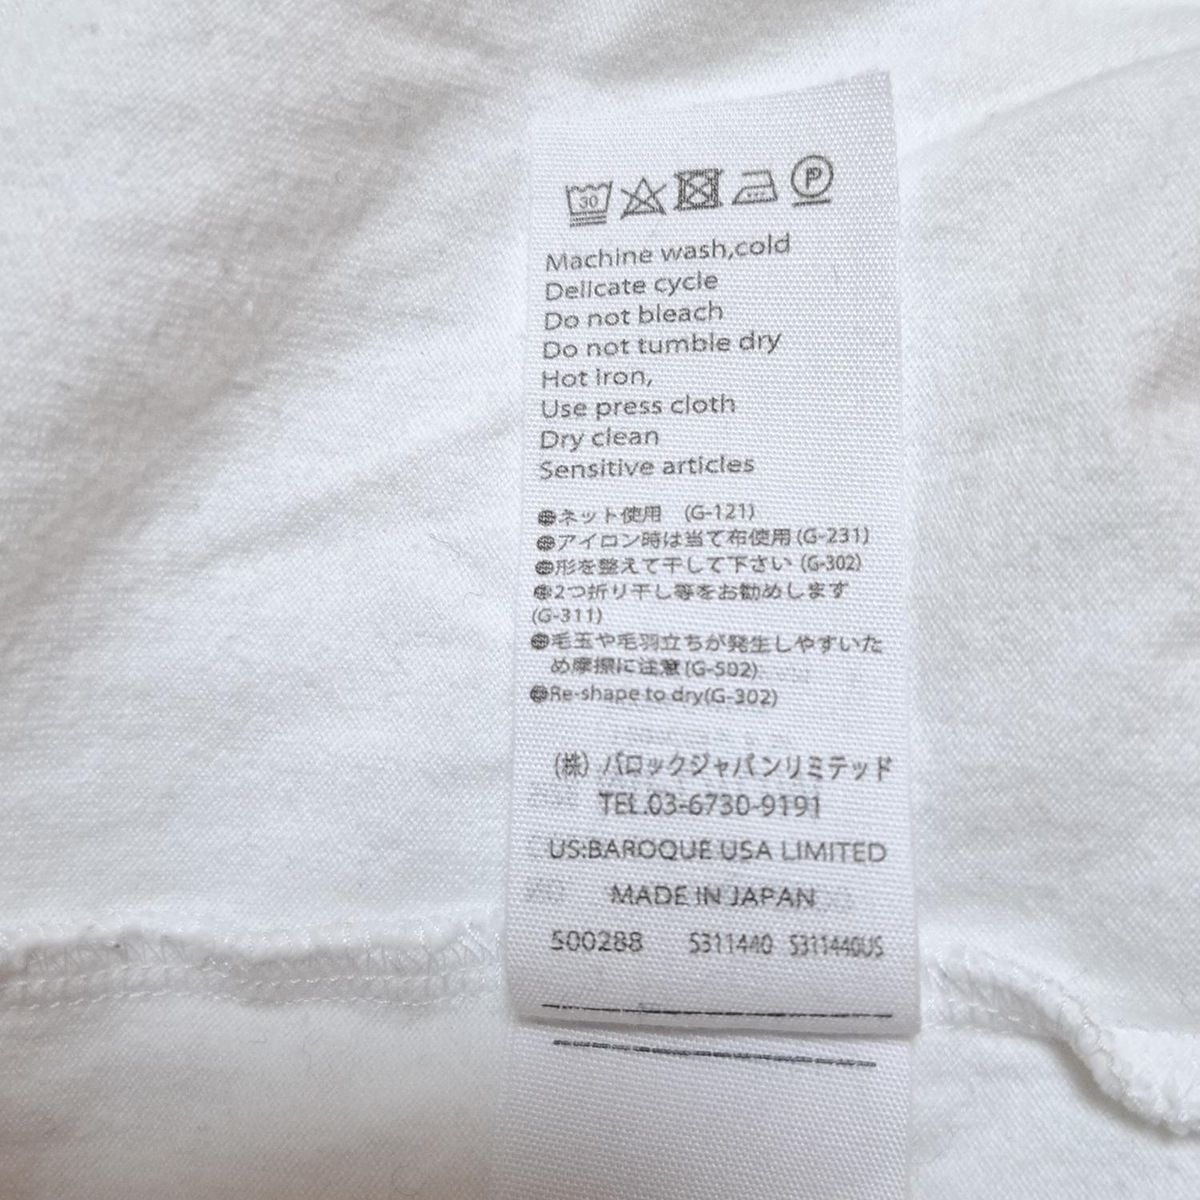 30
P
Machine wash,cold
Delicate cycle
Do not bleach
Do not tumble dry
Hot iron,
Use press cloth
Dry clean
Sensitive articles
●ネット使用 (G-121)
●アイロン時は当て布使用(G-231)
●形を整えて干して下さい (G-302)
●2つ折り干し等をお勧めします
(G-311)
●毛玉や毛羽立ちが発生しやすいた
め摩擦に注意(G-502)
●Re-shape to dry(G-302)
(株) バロックジャパンリミテッド
TEL.03-6730-9191
US:BAROQUE USA LIMITED
MADE IN JAPAN
500288 5311440 5311440US